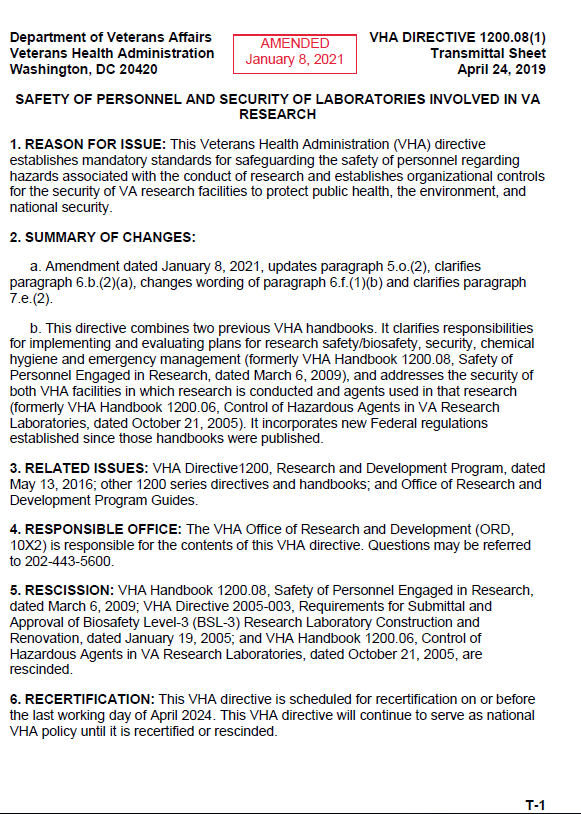 Department of Veterans Affairs
Veterans Health Administration
Washington, DC 20420
AMENDED
January 8, 2021
VHA DIRECTIVE 1200.08(1)
Transmittal Sheet
April 24, 2019
SAFETY OF PERSONNEL AND SECURITY OF LABORATORIES INVOLVED IN VA
RESEARCH
1. REASON FOR ISSUE: This Veterans Health Administration (VHA) directive
establishes mandatory standards for safeguarding the safety of personnel regarding
hazards associated with the conduct of research and establishes organizational controls
for the security of VA research facilities to protect public health, the environment, and
national security.
2. SUMMARY OF CHANGES:
a. Amendment dated January 8, 2021, updates paragraph 5.o.(2), clarifies
paragraph 6.b.(2)(a), changes wording of paragraph 6.f.(1)(b) and clarifies paragraph
7.e.(2).
b. This directive combines two previous VHA handbooks. It clarifies responsibilities
for implementing and evaluating plans for research safety/biosafety, security, chemical
hygiene and emergency management (formerly VHA Handbook 1200.08, Safety of
Personnel Engaged in Research, dated March 6, 2009), and addresses the security of
both VHA facilities in which research is conducted and agents used in that research
(formerly VHA Handbook 1200.06, Control of Hazardous Agents in VA Research
Laboratories, dated October 21, 2005). It incorporates new Federal regulations
established since those handbooks were published.
3. RELATED ISSUES: VHA Directive1200, Research and Development Program, dated
May 13, 2016; other 1200 series directives and handbooks; and Office of Research and
Development Program Guides.
4. RESPONSIBLE OFFICE: The VHA Office of Research and Development (ORD,
10X2) is responsible for the contents of this VHA directive. Questions may be referred
to 202-443-5600.
5. RESCISSION: VHA Handbook 1200.08, Safety of Personnel Engaged in Research,
dated March 6, 2009; VHA Directive 2005-003, Requirements for Submittal and
Approval of Biosafety Level-3 (BSL-3) Research Laboratory Construction and
Renovation, dated January 19, 2005; and VHA Handbook 1200.06, Control of
Hazardous Agents in VA Research Laboratories, dated October 21, 2005, are
rescinded.
6. RECERTIFICATION: This VHA directive is scheduled for recertification on or before
the last working day of April 2024. This VHA directive will continue to serve as national
VHA policy until it is recertified or rescinded.
T-1